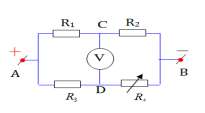 R₁ C R₂
+ −
V
A B
D
R₃ Rₓ